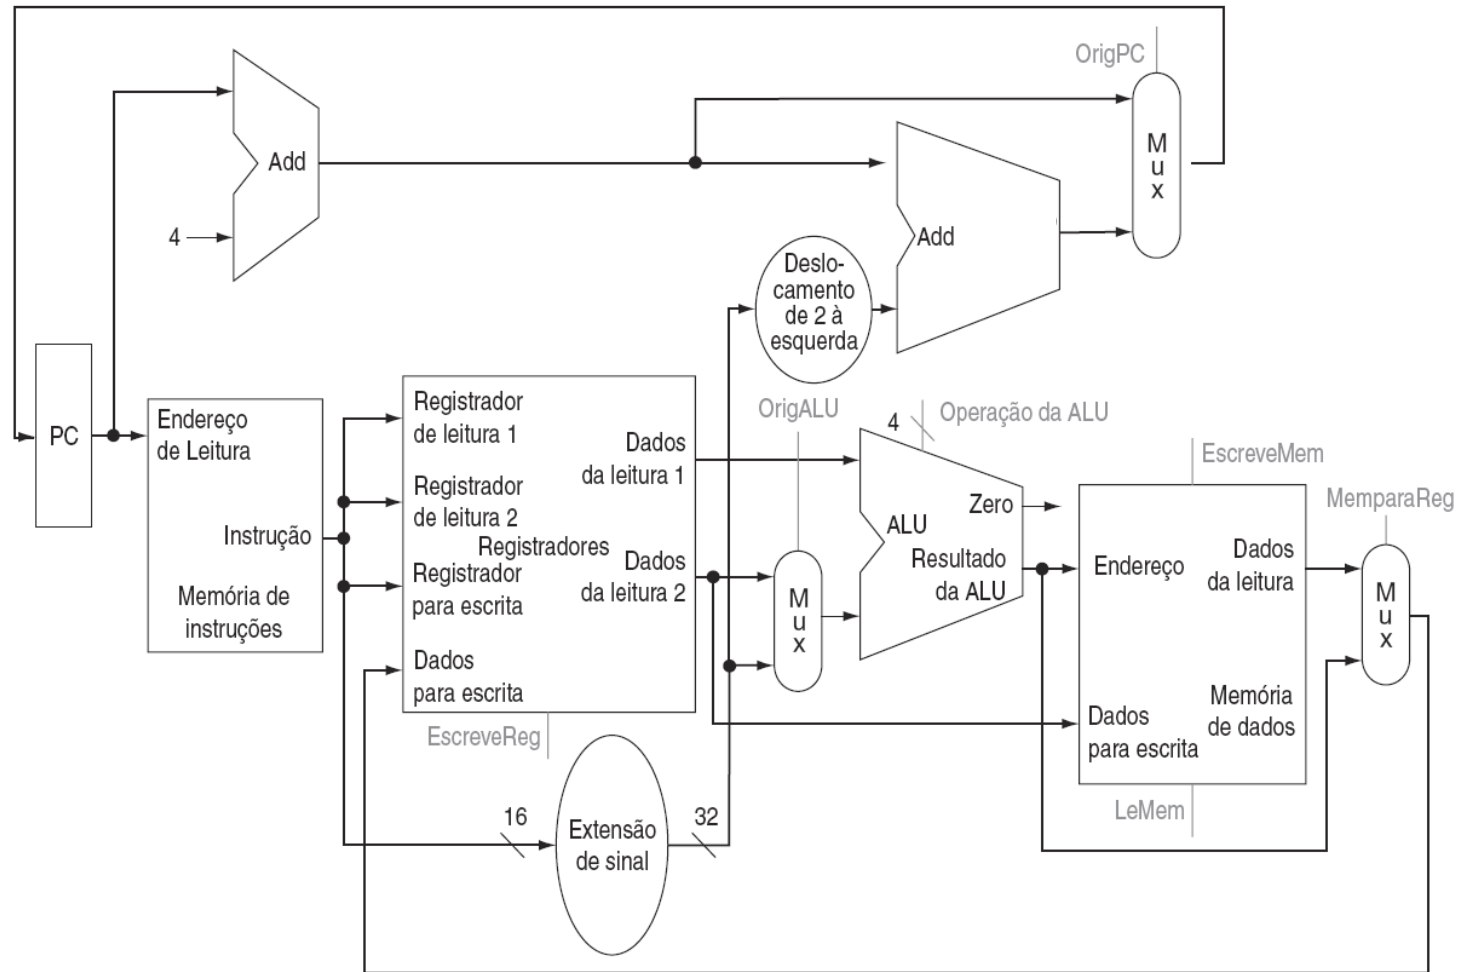 OrigPC
M
u
x
Add
4
Add
Deslo-
camento
de 2 à
esquerda
PC
Endereço
de Leitura
Instrução
Memória de
instruções
Registrador
de leitura 1
Dados
da leitura 1
Registrador
de leitura 2
Registradores
Registrador
para escrita
Dados
da leitura 2
Dados
para escrita
EscreveReg
OrigALU
M
u
x
4
Operação da ALU
Zero
ALU
Resultado
da ALU
EscreveMem
Endereço
Dados
da leitura
Memória
de dados
Dados
para escrita
LeMem
MemparaReg
M
u
x
16
Extensão
de sinal
32